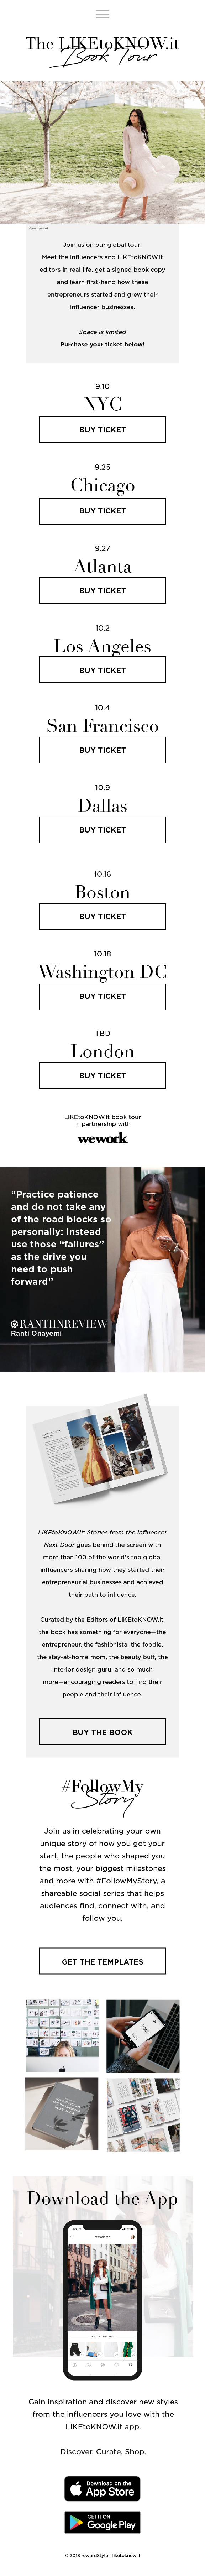 The LIKEtoKNOW.it
Book Tour
Join us on our global tour!
Meet the influencers and LIKEtoKNOW.it
editors in real life, get a signed book copy
and learn first-hand how these
entrepreneurs started and grew their
influencer businesses.
Space is limited
Purchase your ticket below!
9.10
NYC
BUY TICKET
9.25
Chicago
BUY TICKET
9.27
Atlanta
BUY TICKET
10.2
Los Angeles
BUY TICKET
10.4
San Francisco
BUY TICKET
10.9
Dallas
BUY TICKET
10.16
Boston
BUY TICKET
10.18
Washington DC
BUY TICKET
TBD
London
BUY TICKET
LIKEtoKNOW.it book tour
in partnership with
wework
“Practice patience
and do not take any
of the road blocks so
personally: Instead
use those “failures”
as the drive you
need to push
forward”
RANTIINREVIEW
Ranti Onayemi
LIKEtoKNOW.it: Stories from the Influencer
Next Door goes behind the screen with
more than 100 of the world's top global
influencers sharing how they started their
entrepreneurial businesses and achieved
their path to influence.
Curated by the Editors of LIKEtoKNOW.it,
the book has something for everyone—the
entrepreneur, the fashionista, the foodie,
the stay-at-home mom, the beauty buff, the
interior design guru, and so much
more—encouraging readers to find their
people and their influence.
BUY THE BOOK
#FollowMy
Story
Join us in celebrating your own
unique story of how you got your
start, the people who shaped you
the most, your biggest milestones
and more with #FollowMyStory, a
shareable social series that helps
audiences find, connect with, and
follow you.
GET THE TEMPLATES
Download the App
Gain inspiration and discover new styles
from the influencers you love with the
LIKEtoKNOW.it app.
Discover. Curate. Shop.
Download on the
App Store
GET IT ON
Google Play
© 2018 rewardStyle | liketoknow.it